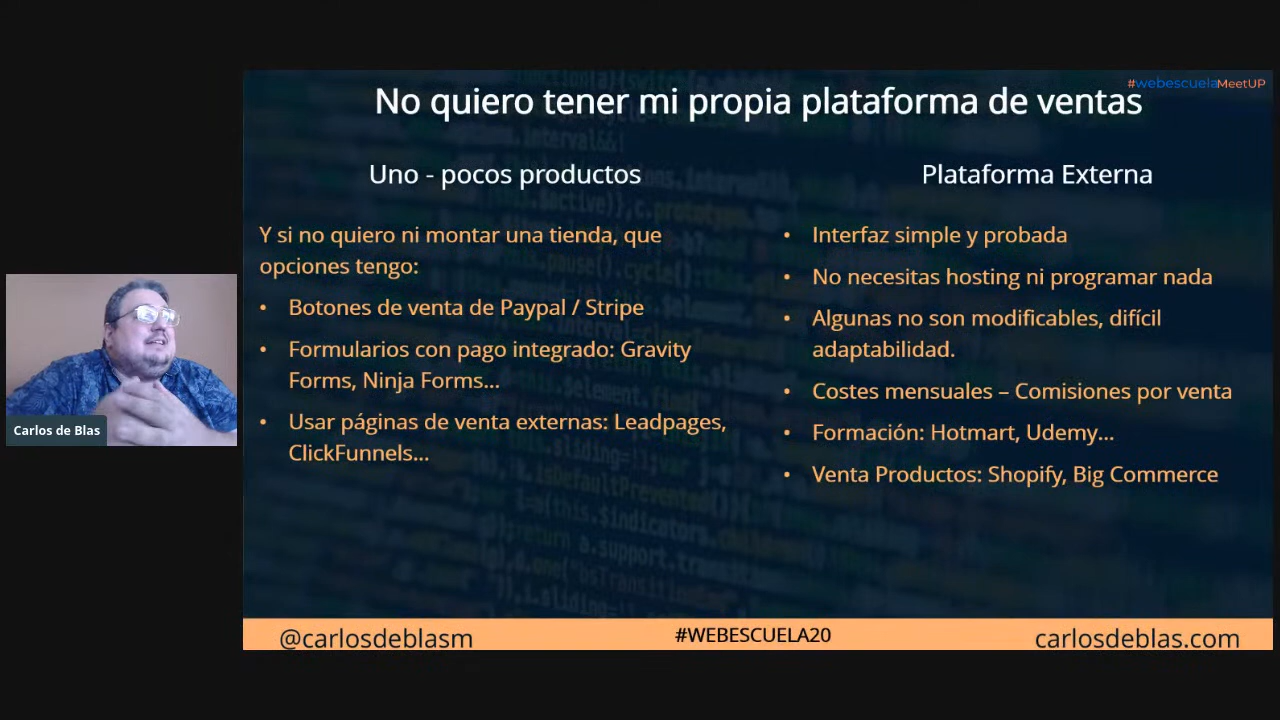 #webescuelaMeetUP
No quiero tener mi propia plataforma de ventas
Uno - pocos productos
Y si no quiero ni montar una tienda, que
opciones tengo:
• Botones de venta de Paypal / Stripe
• Formularios con pago integrado: Gravity
Forms, Ninja Forms...
• Usar páginas de venta externas: Leadpages,
ClickFunnels...
Plataforma Externa
• Interfaz simple y probada
• No necesitas hosting ni programar nada
• Algunas no son modificables, difícil
adaptabilidad.
• Costes mensuales – Comisiones por venta
• Formación: Hotmart, Udemy...
• Venta Productos: Shopify, Big Commerce
Carlos de Blas
@carlosdeblasm
#WEBESCUELA20
carlosdeblas.com